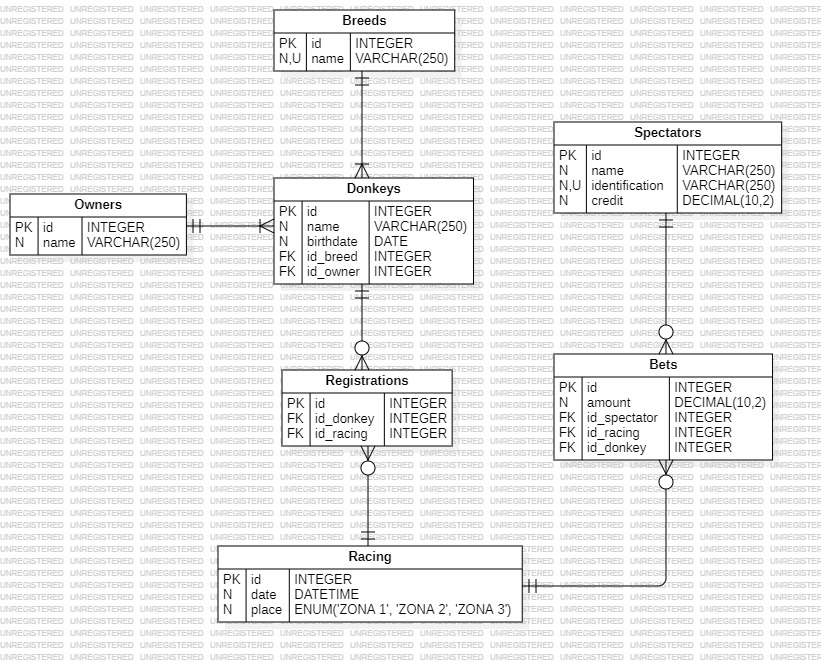 Breeds
PK id INTEGER
N,U name VARCHAR(250)
Spectators
PK id INTEGER
N name VARCHAR(250)
N,U identification VARCHAR(250)
N credit DECIMAL(10,2)
Owners
PK id INTEGER
N name VARCHAR(250)
Donkeys
PK id INTEGER
N name VARCHAR(250)
N birthdate DATE
FK id_breed INTEGER
FK id_owner INTEGER
Registrations
PK id INTEGER
FK id_donkey INTEGER
FK id_racing INTEGER
Bets
PK id INTEGER
N amount DECIMAL(10,2)
FK id_spectator INTEGER
FK id_racing INTEGER
FK id_donkey INTEGER
Racing
PK id INTEGER
N date DATETIME
N place ENUM('ZONA 1', 'ZONA 2', 'ZONA 3')
UNREGISTERED